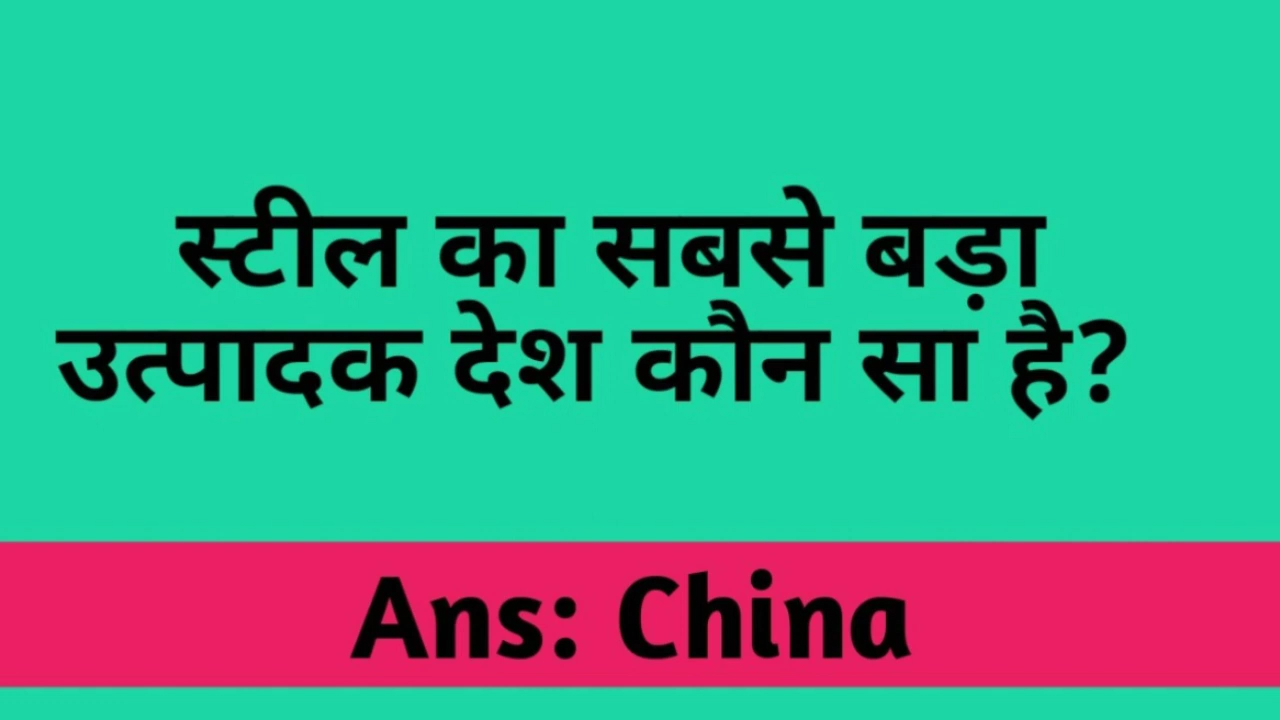 स्टील का सबसे बड़ा
उत्पादक देश कौन सा है?
Ans: China